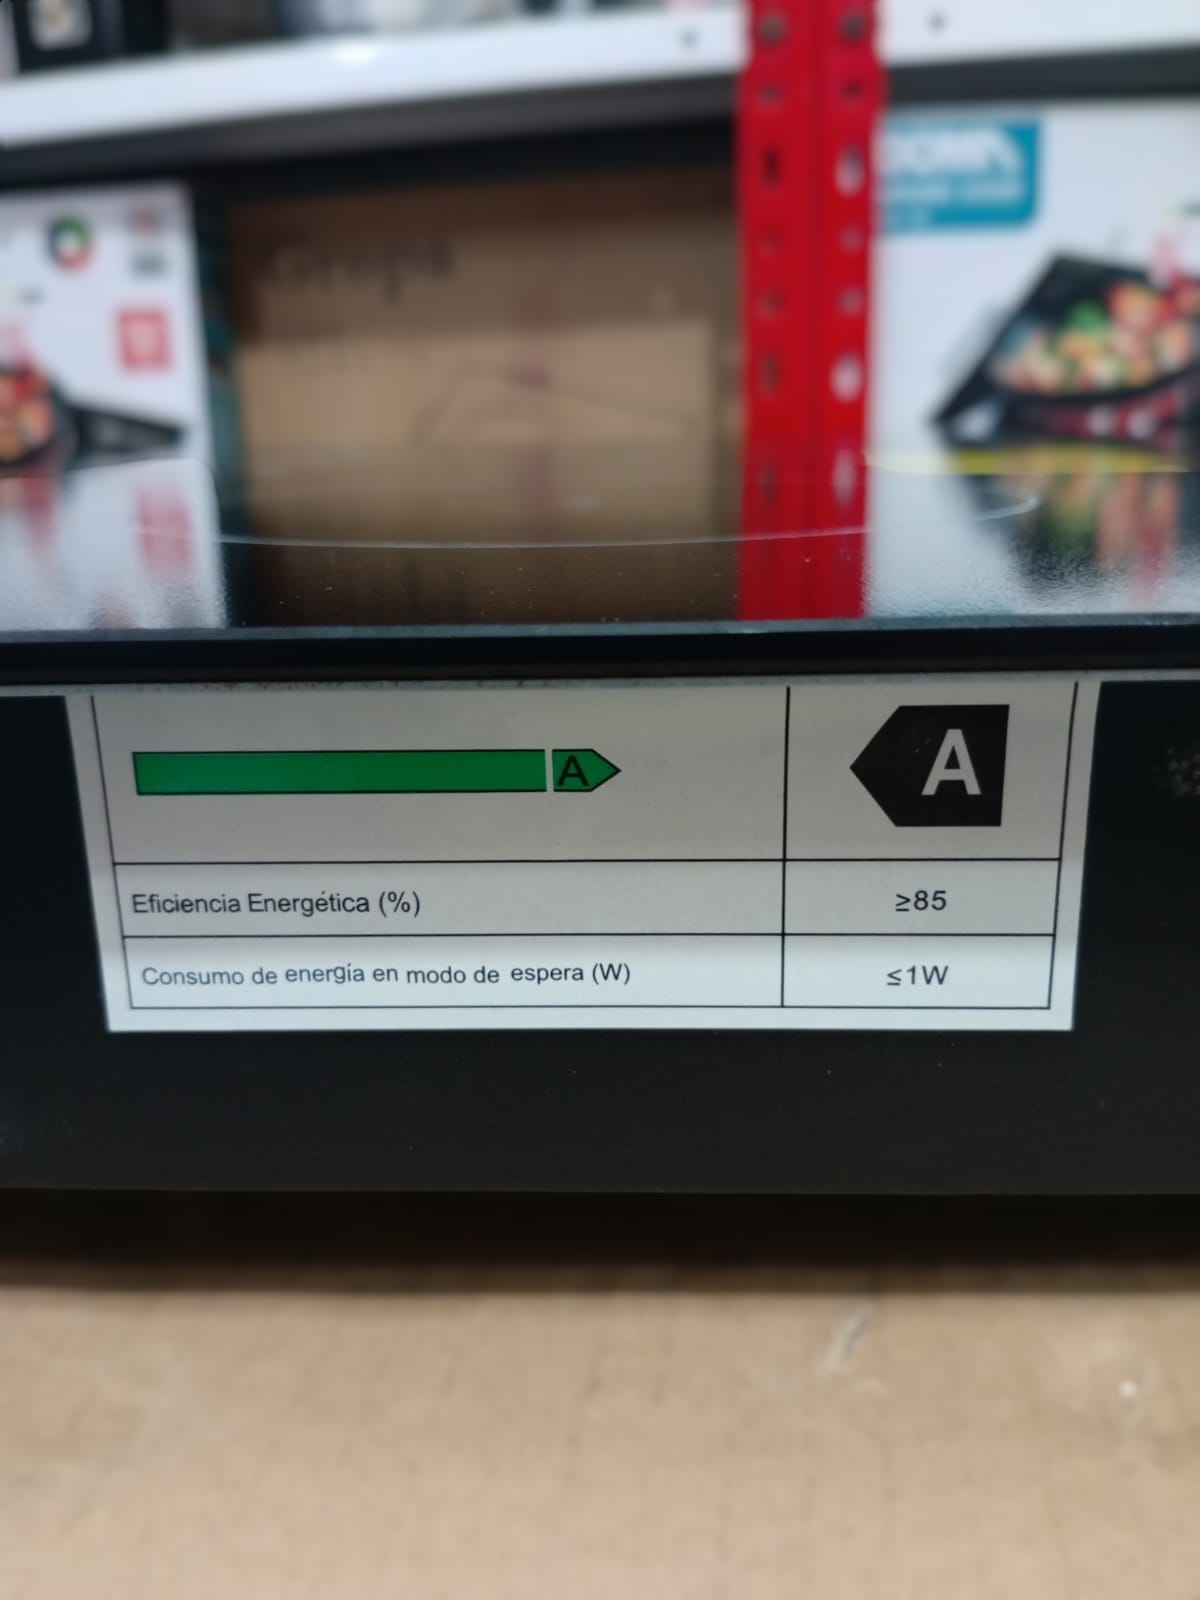 A
A
Eficiencia Energética (%)
≥85
Consumo de energía en modo de espera (W)
≤1W